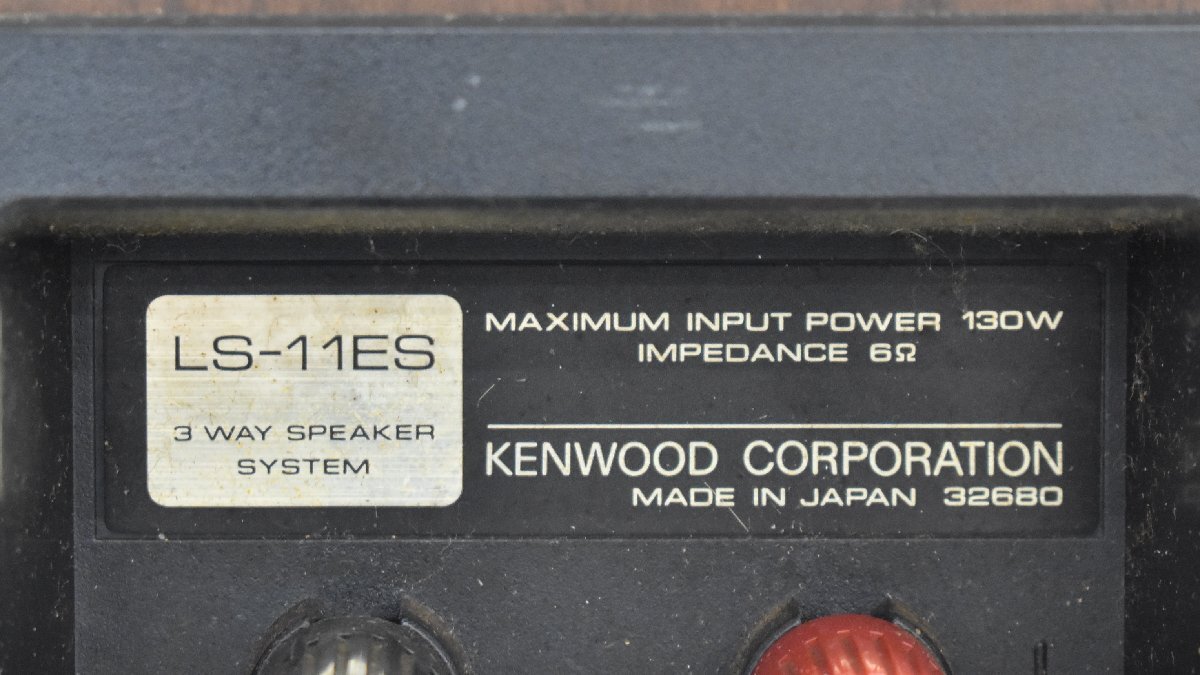 LS-11ES
3 WAY SPEAKER
SYSTEM
MAXIMUM INPUT POWER 130W
IMPEDANCE 6Ω
KENWOOD CORPORATION
MADE IN JAPAN 32680